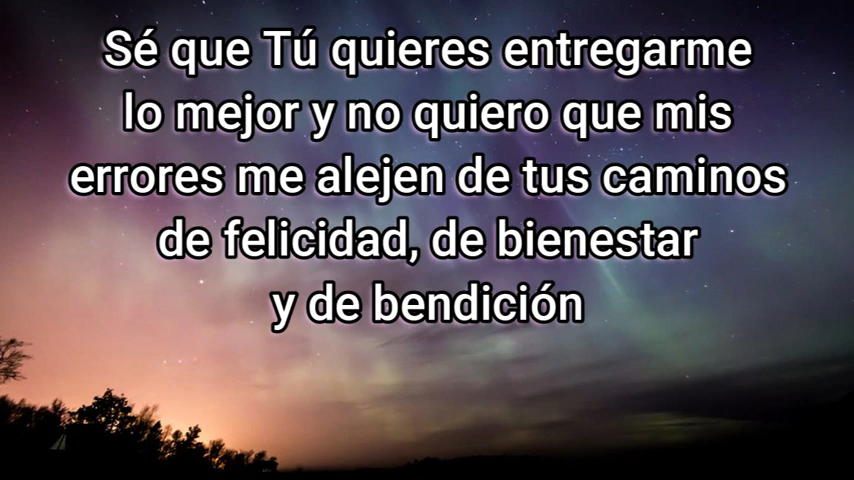 Sé que Tú quieres entregarme
lo mejor y no quiero que mis
errores me alejen de tus caminos
de felicidad, de bienestar
y de bendición